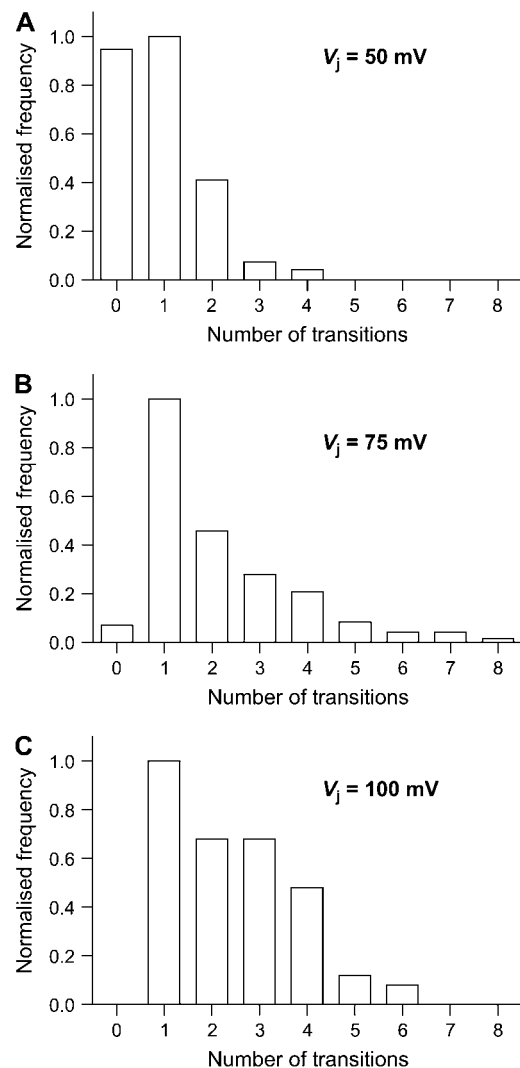 A
Vj = 50 mV
Normalised frequency
1.0
0.8
0.6
0.4
0.2
0.0
0 1 2 3 4 5 6 7 8
Number of transitions
B
Vj = 75 mV
Normalised frequency
1.0
0.8
0.6
0.4
0.2
0.0
0 1 2 3 4 5 6 7 8
Number of transitions
C
Vj = 100 mV
Normalised frequency
1.0
0.8
0.6
0.4
0.2
0.0
0 1 2 3 4 5 6 7 8
Number of transitions